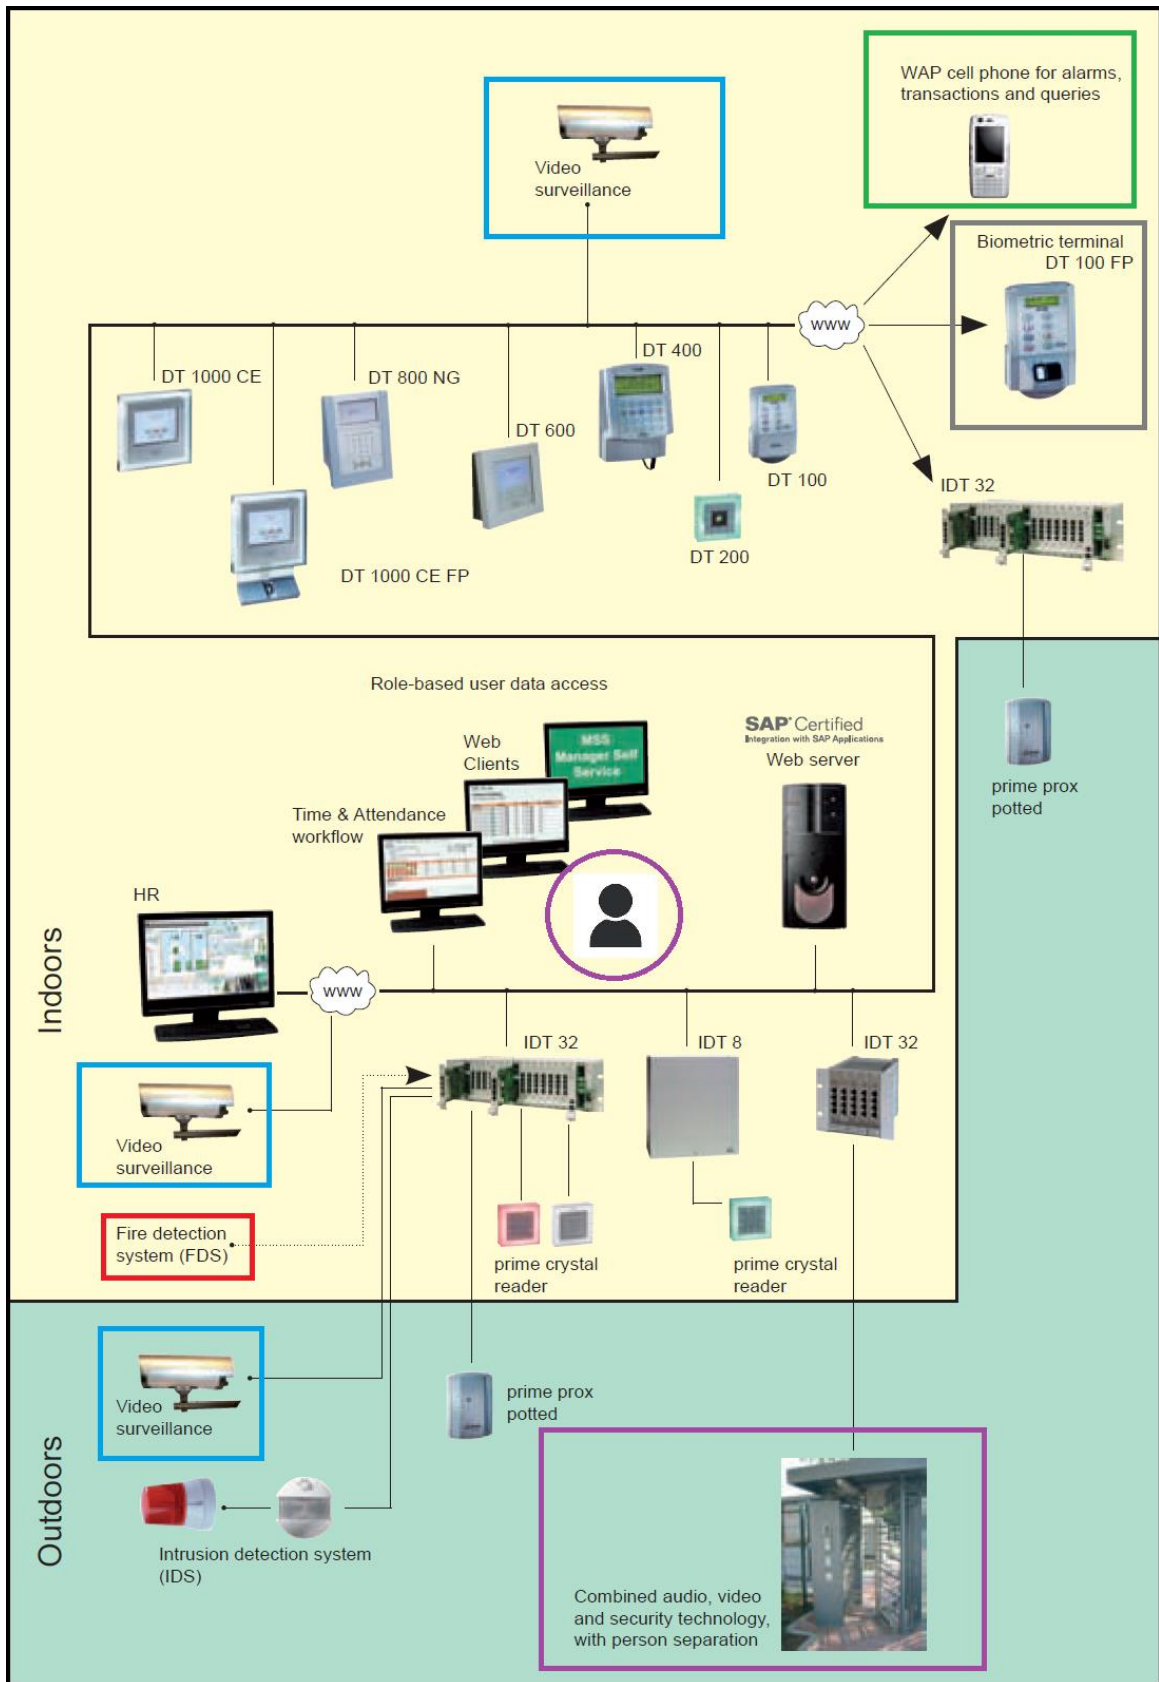 WAP cell phone for alarms,
transactions and queries
Video
surveillance
Biometric terminal
DT 100 FP
www
DT 1000 CE
DT 800 NG
DT 400
DT 600
DT 100
IDT 32
DT 200
DT 1000 CE FP
Role-based user data access
SAP® Certified
Integration with SAP Applications
Web server
Web
Clients
MSS
Manager Self
Service
prime prox
potted
Time & Attendance
workflow
HR
Indoors
www
IDT 32
IDT 8
IDT 32
Video
surveillance
Fire detection
system (FDS)
prime crystal
reader
prime crystal
reader
Video
surveillance
prime prox
potted
Outdoors
Intrusion detection system
(IDS)
Combined audio, video
and security technology,
with person separation